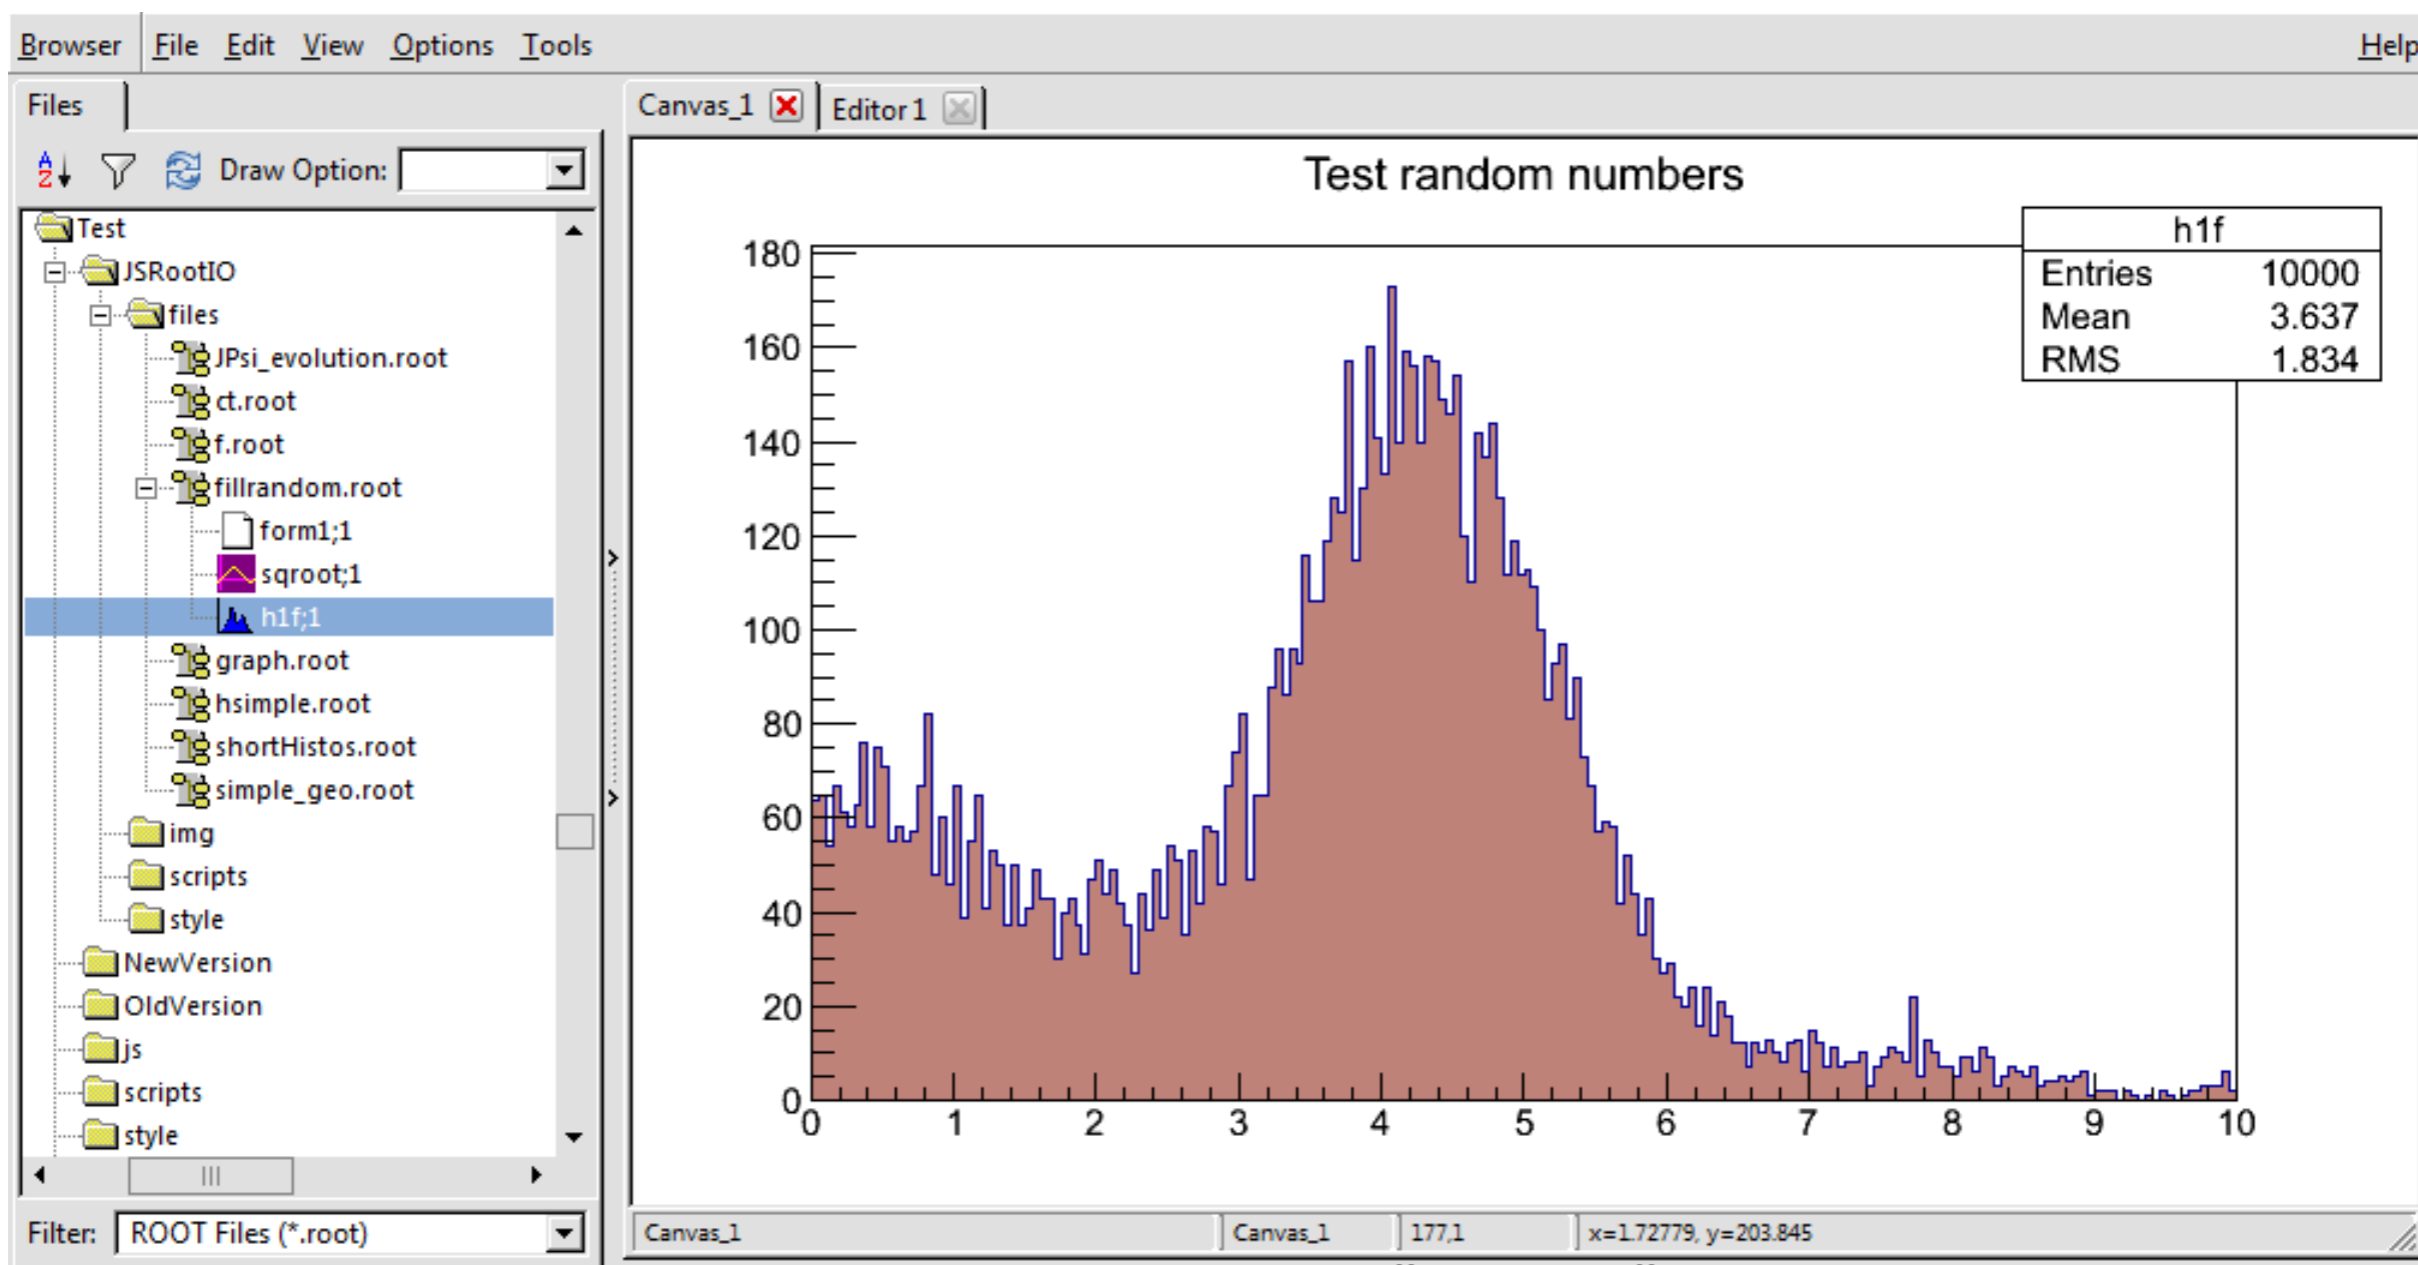 Browser File Edit View Options Tools Help
Files
Draw Option:
Test
JSRootIO
files
JPsi_evolution.root
ct.root
f.root
fillrandom.root
form1;1
sqroot;1
h1f;1
graph.root
hsimple.root
shortHistos.root
simple_geo.root
img
scripts
style
NewVersion
OldVersion
js
scripts
style
Filter: ROOT Files (*.root)
Canvas_1 Editor 1
Test random numbers
h1f
Entries 10000
Mean 3.637
RMS 1.834
180
160
140
120
100
80
60
40
20
0
0 1 2 3 4 5 6 7 8 9 10
Canvas_1 Canvas_1 177,1 x=1.72779, y=203.845